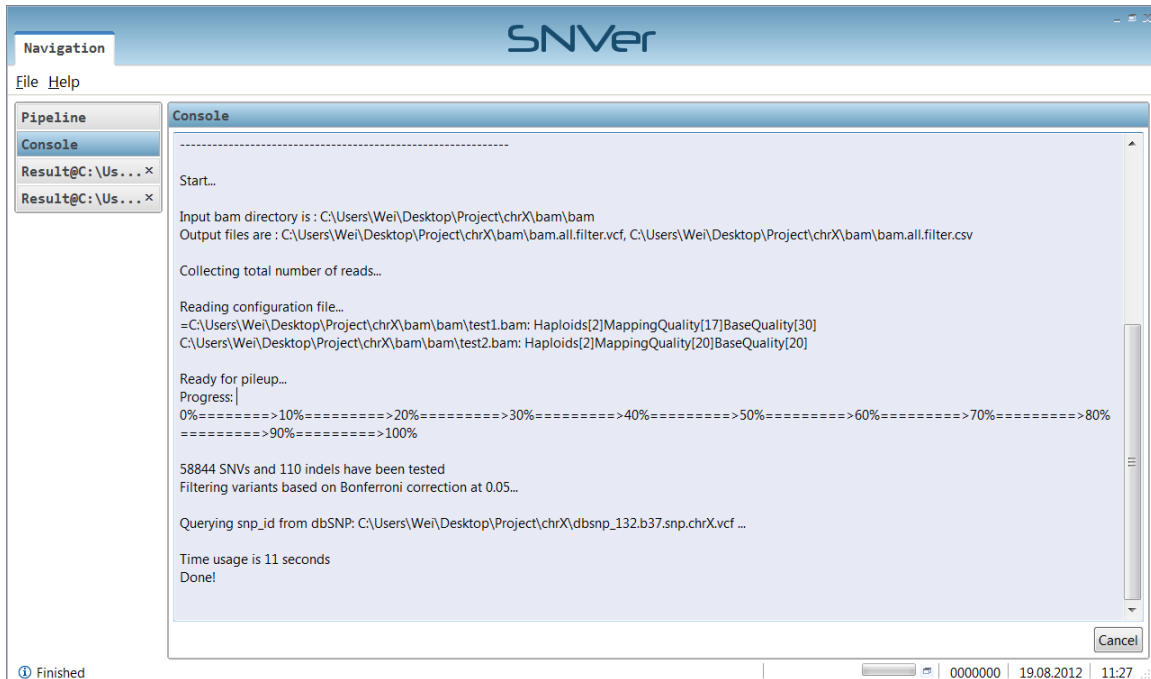 SNVer
Navigation
File Help
Pipeline
Console
Result@C:\Us...×
Result@C:\Us...×
Console
------------------------------------------------------------
Start...
Input bam directory is : C:\Users\Wei\Desktop\Project\chrX\bam\bam
Output files are : C:\Users\Wei\Desktop\Project\chrX\bam\bam.all.filter.vcf, C:\Users\Wei\Desktop\Project\chrX\bam\bam.all.filter.csv
Collecting total number of reads...
Reading configuration file...
=C:\Users\Wei\Desktop\Project\chrX\bam\bam\test1.bam: Haploids[2]MappingQuality[17]BaseQuality[30]
C:\Users\Wei\Desktop\Project\chrX\bam\bam\test2.bam: Haploids[2]MappingQuality[20]BaseQuality[20]
Ready for pileup...
Progress:
0%========>10%=========>20%=========>30%=========>40%=========>50%=========>60%=========>70%=========>80%
=========>90%=========>100%
58844 SNVs and 110 indels have been tested
Filtering variants based on Bonferroni correction at 0.05...
Querying snp_id from dbSNP: C:\Users\Wei\Desktop\Project\chrX\dbsnp_132.b37.snp.chrX.vcf ...
Time usage is 11 seconds
Done!
Cancel
Finished
0000000 19.08.2012 11:27